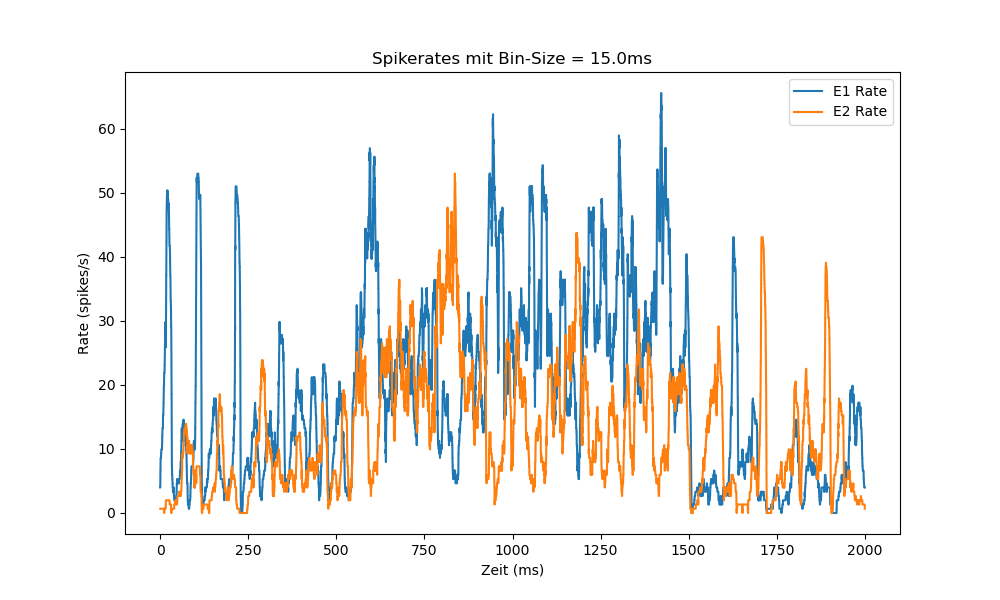 Spikerates mit Bin-Size = 15.0ms
E1 Rate
E2 Rate
Rate (spikes/s)
60
50
40
30
20
10
0
0 250 500 750 1000 1250 1500 1750 2000
Zeit (ms)